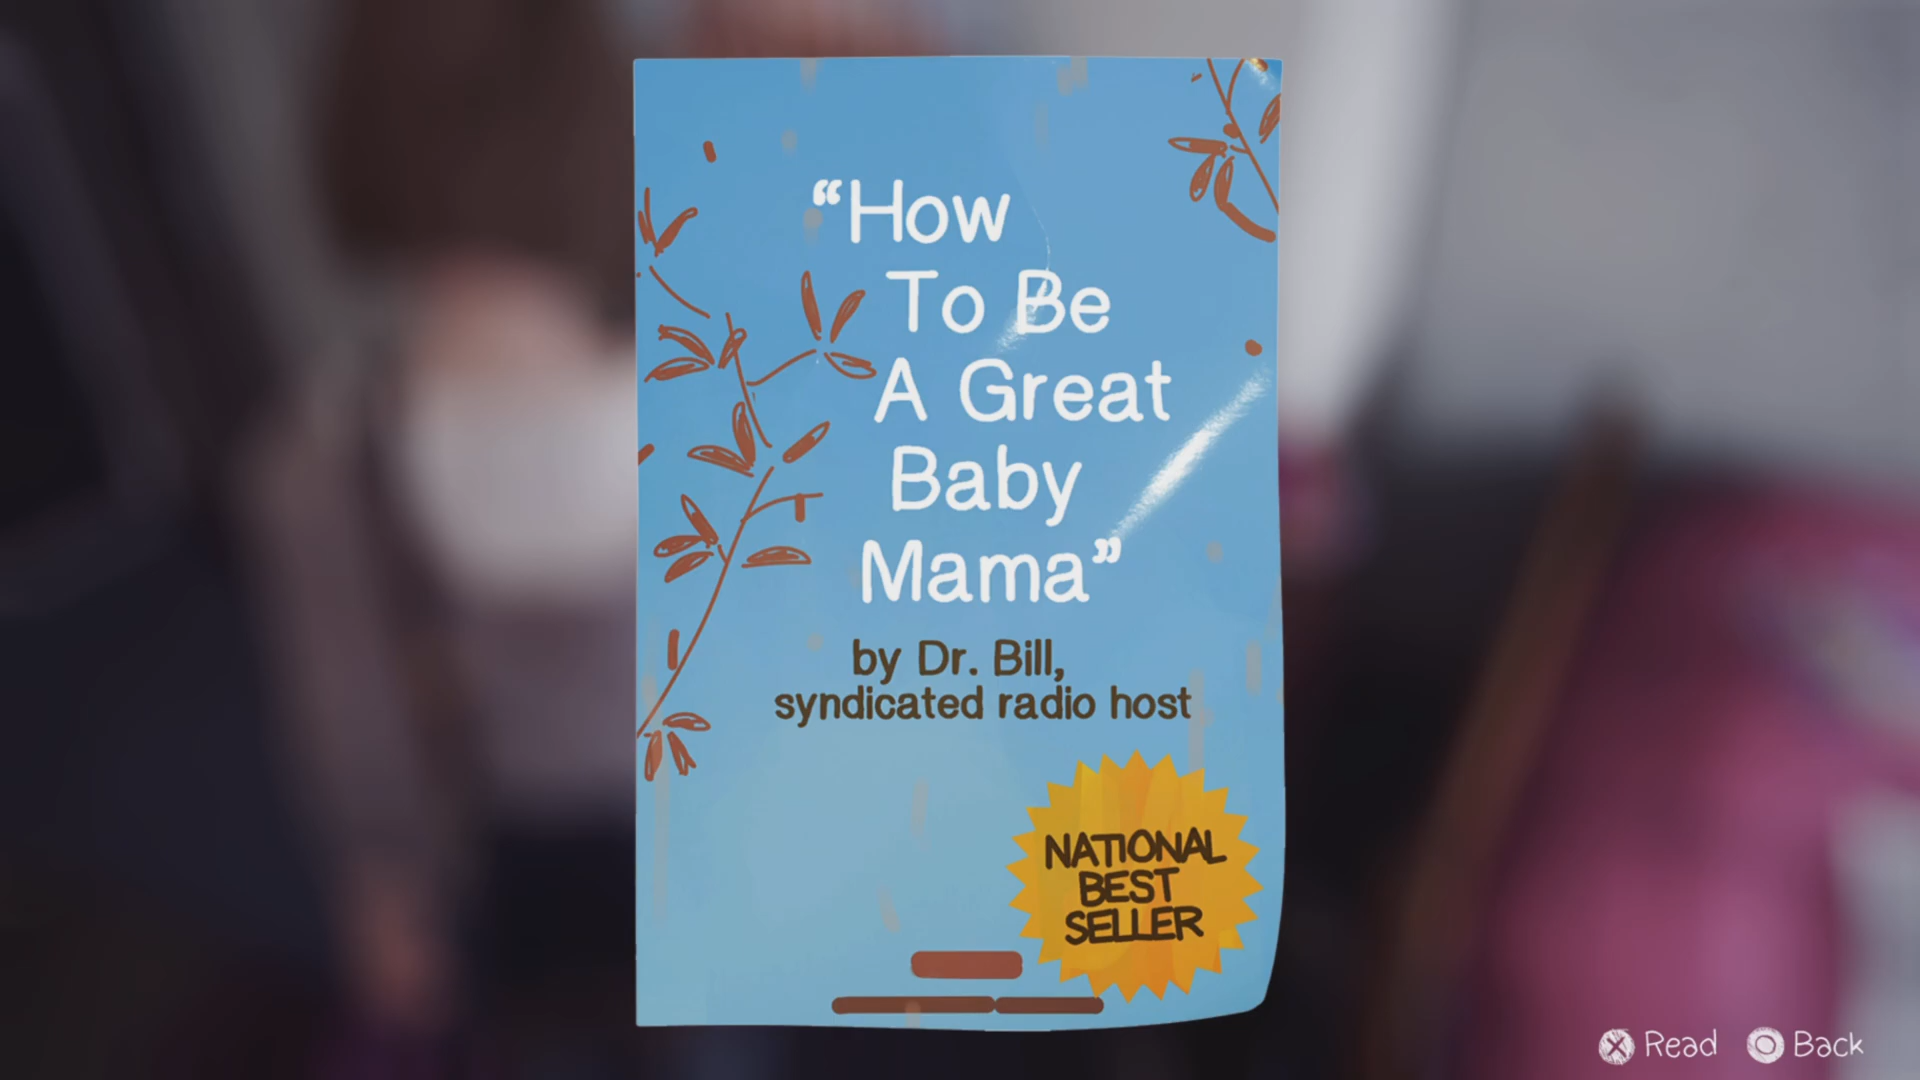 “How
To Be
A Great
Baby
Mama”
by Dr. Bill,
syndicated radio host
NATIONAL
BEST
SELLER
Read
Back